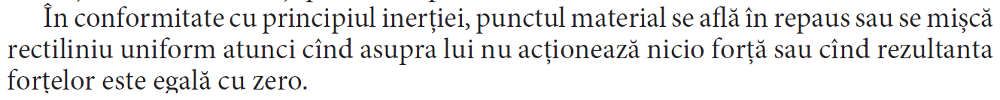 În conformitate cu principiul inerției, punctul material se află în repaus sau se mișcă
rectiliniu uniform atunci cînd asupra lui nu acționează nicio forță sau cînd rezultanta
forțelor este egală cu zero.